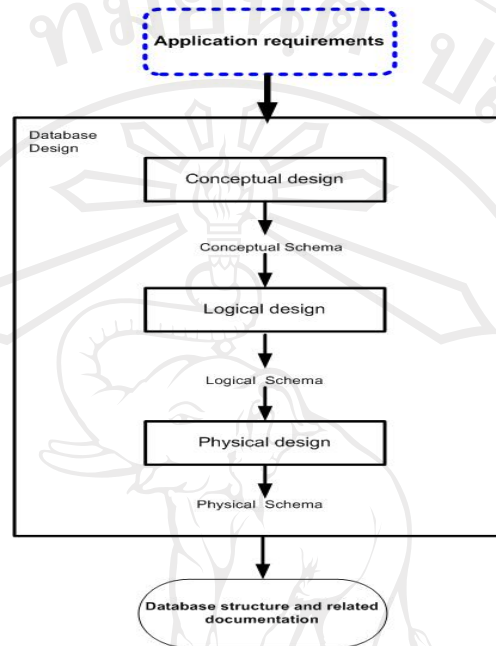 Application requirements
Database
Design
Conceptual design
Conceptual Schema
Logical design
Logical Schema
Physical design
Physical Schema
Database structure and related
documentation